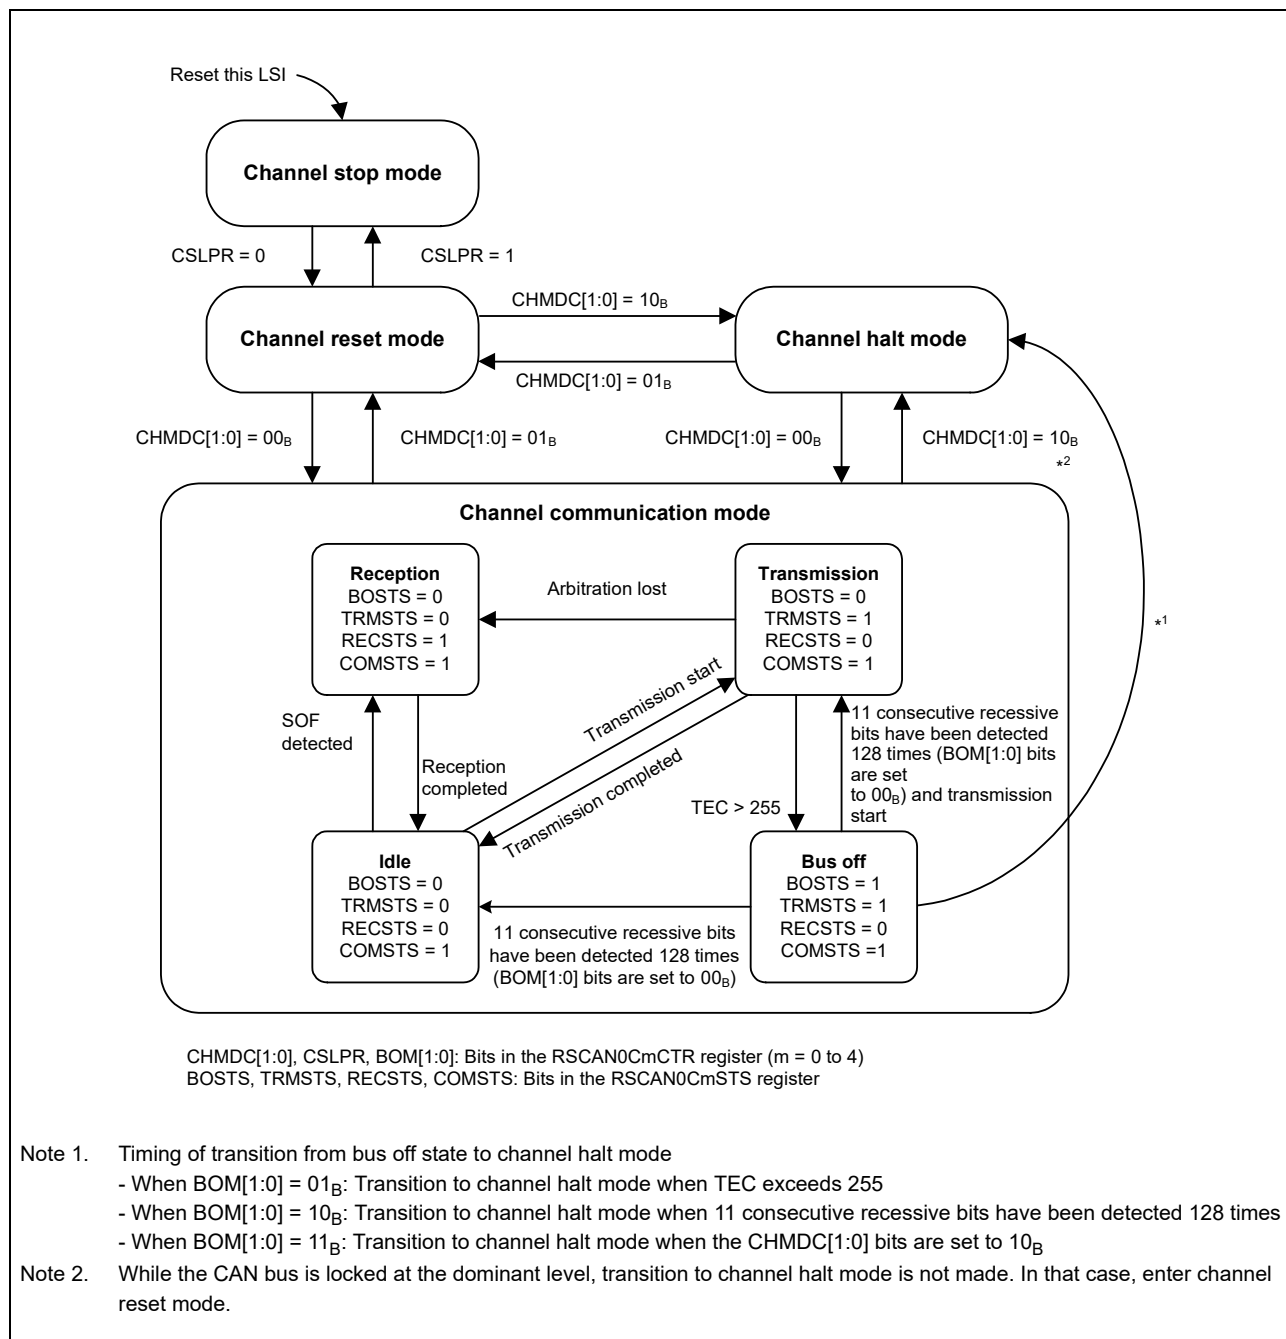 Reset this LSI
Channel stop mode
CSLPR = 0
CSLPR = 1
Channel reset mode
CHMDC[1:0] = 10B
CHMDC[1:0] = 01B
Channel halt mode
CHMDC[1:0] = 00B
CHMDC[1:0] = 01B
CHMDC[1:0] = 00B
CHMDC[1:0] = 10B
*2
Channel communication mode
Reception
BOSTS = 0
TRMSTS = 0
RECSTS = 1
COMSTS = 1
Arbitration lost
Transmission
BOSTS = 0
TRMSTS = 1
RECSTS = 0
COMSTS = 1
*1
SOF
detected
Reception
completed
Transmission start
Transmission completed
TEC > 255
11 consecutive recessive
bits have been detected
128 times (BOM[1:0] bits
are set
to 00B) and transmission
start
Idle
BOSTS = 0
TRMSTS = 0
RECSTS = 0
COMSTS = 1
11 consecutive recessive bits
have been detected 128 times
(BOM[1:0] bits are set to 00B)
Bus off
BOSTS = 1
TRMSTS = 1
RECSTS = 0
COMSTS =1
CHMDC[1:0], CSLPR, BOM[1:0]: Bits in the RSCAN0CmCTR register (m = 0 to 4)
BOSTS, TRMSTS, RECSTS, COMSTS: Bits in the RSCAN0CmSTS register
Note 1. Timing of transition from bus off state to channel halt mode
- When BOM[1:0] = 01B: Transition to channel halt mode when TEC exceeds 255
- When BOM[1:0] = 10B: Transition to channel halt mode when 11 consecutive recessive bits have been detected 128 times
- When BOM[1:0] = 11B: Transition to channel halt mode when the CHMDC[1:0] bits are set to 10B
Note 2. While the CAN bus is locked at the dominant level, transition to channel halt mode is not made. In that case, enter channel
reset mode.